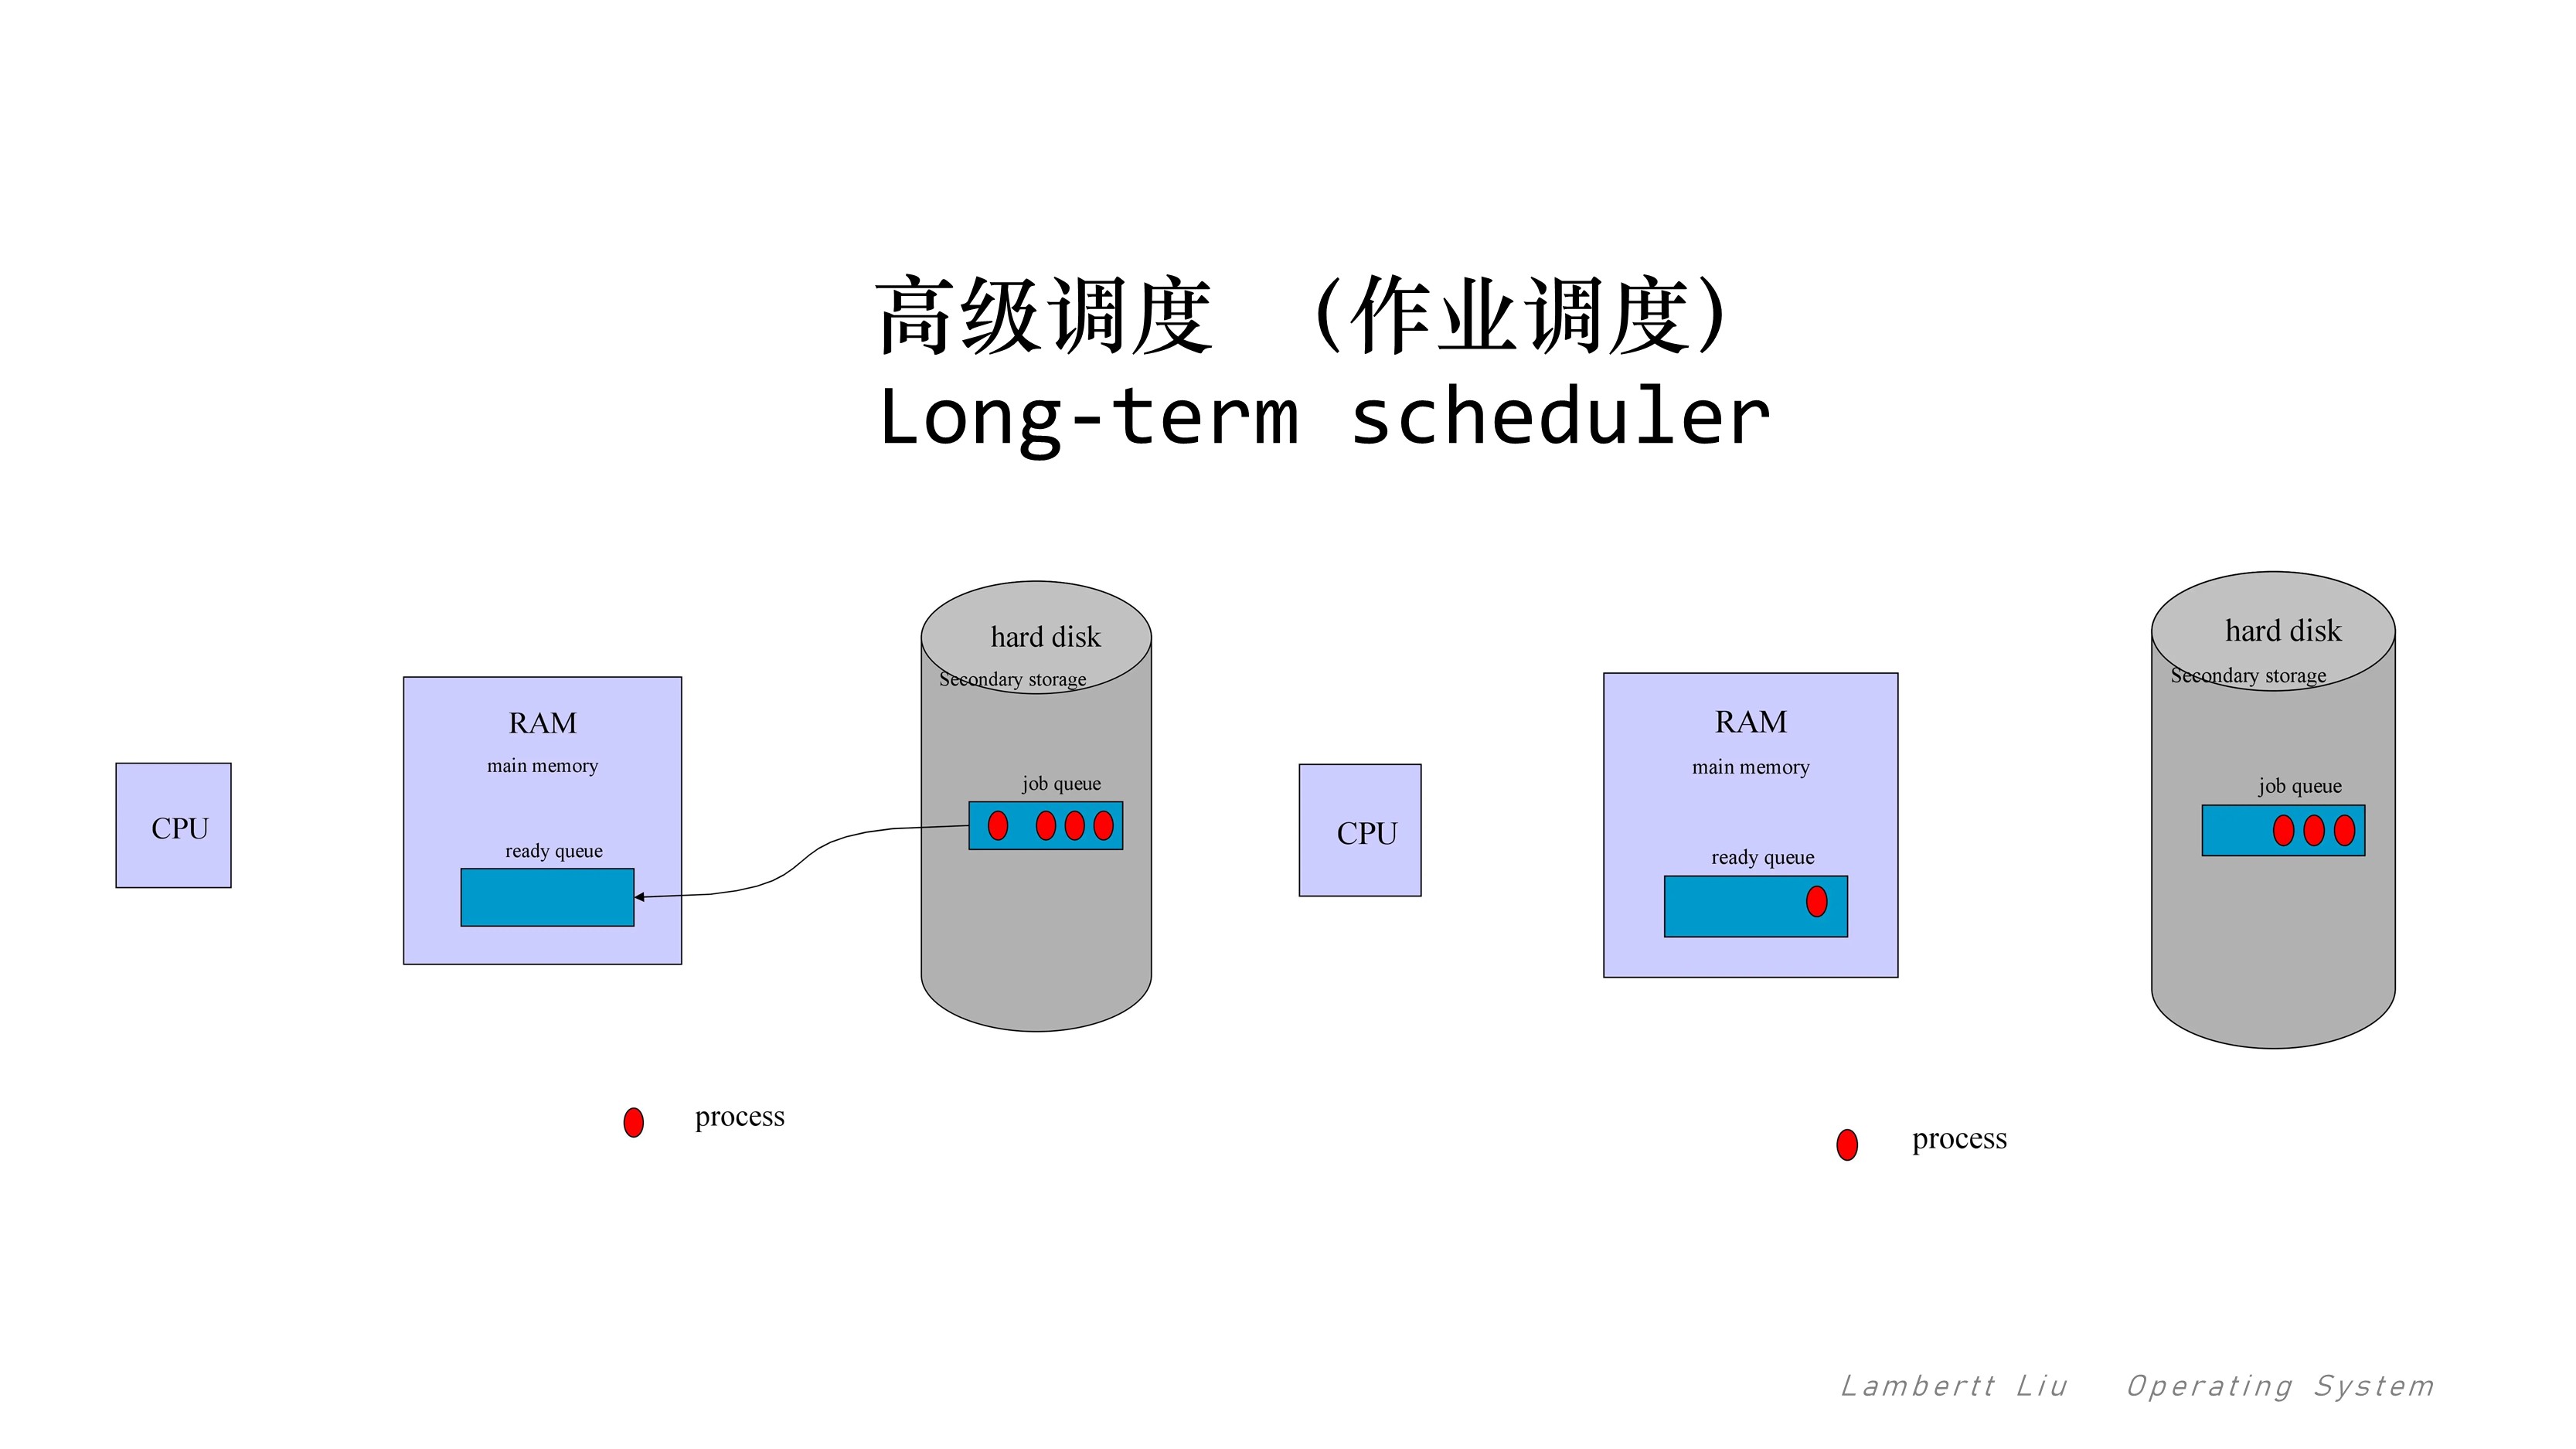 高级调度 （作业调度）
Long-term scheduler
hard disk
Secondary storage
RAM
main memory
job queue
CPU
ready queue
process
hard disk
Secondary storage
RAM
main memory
job queue
CPU
ready queue
process
Lambertt Liu Operating System